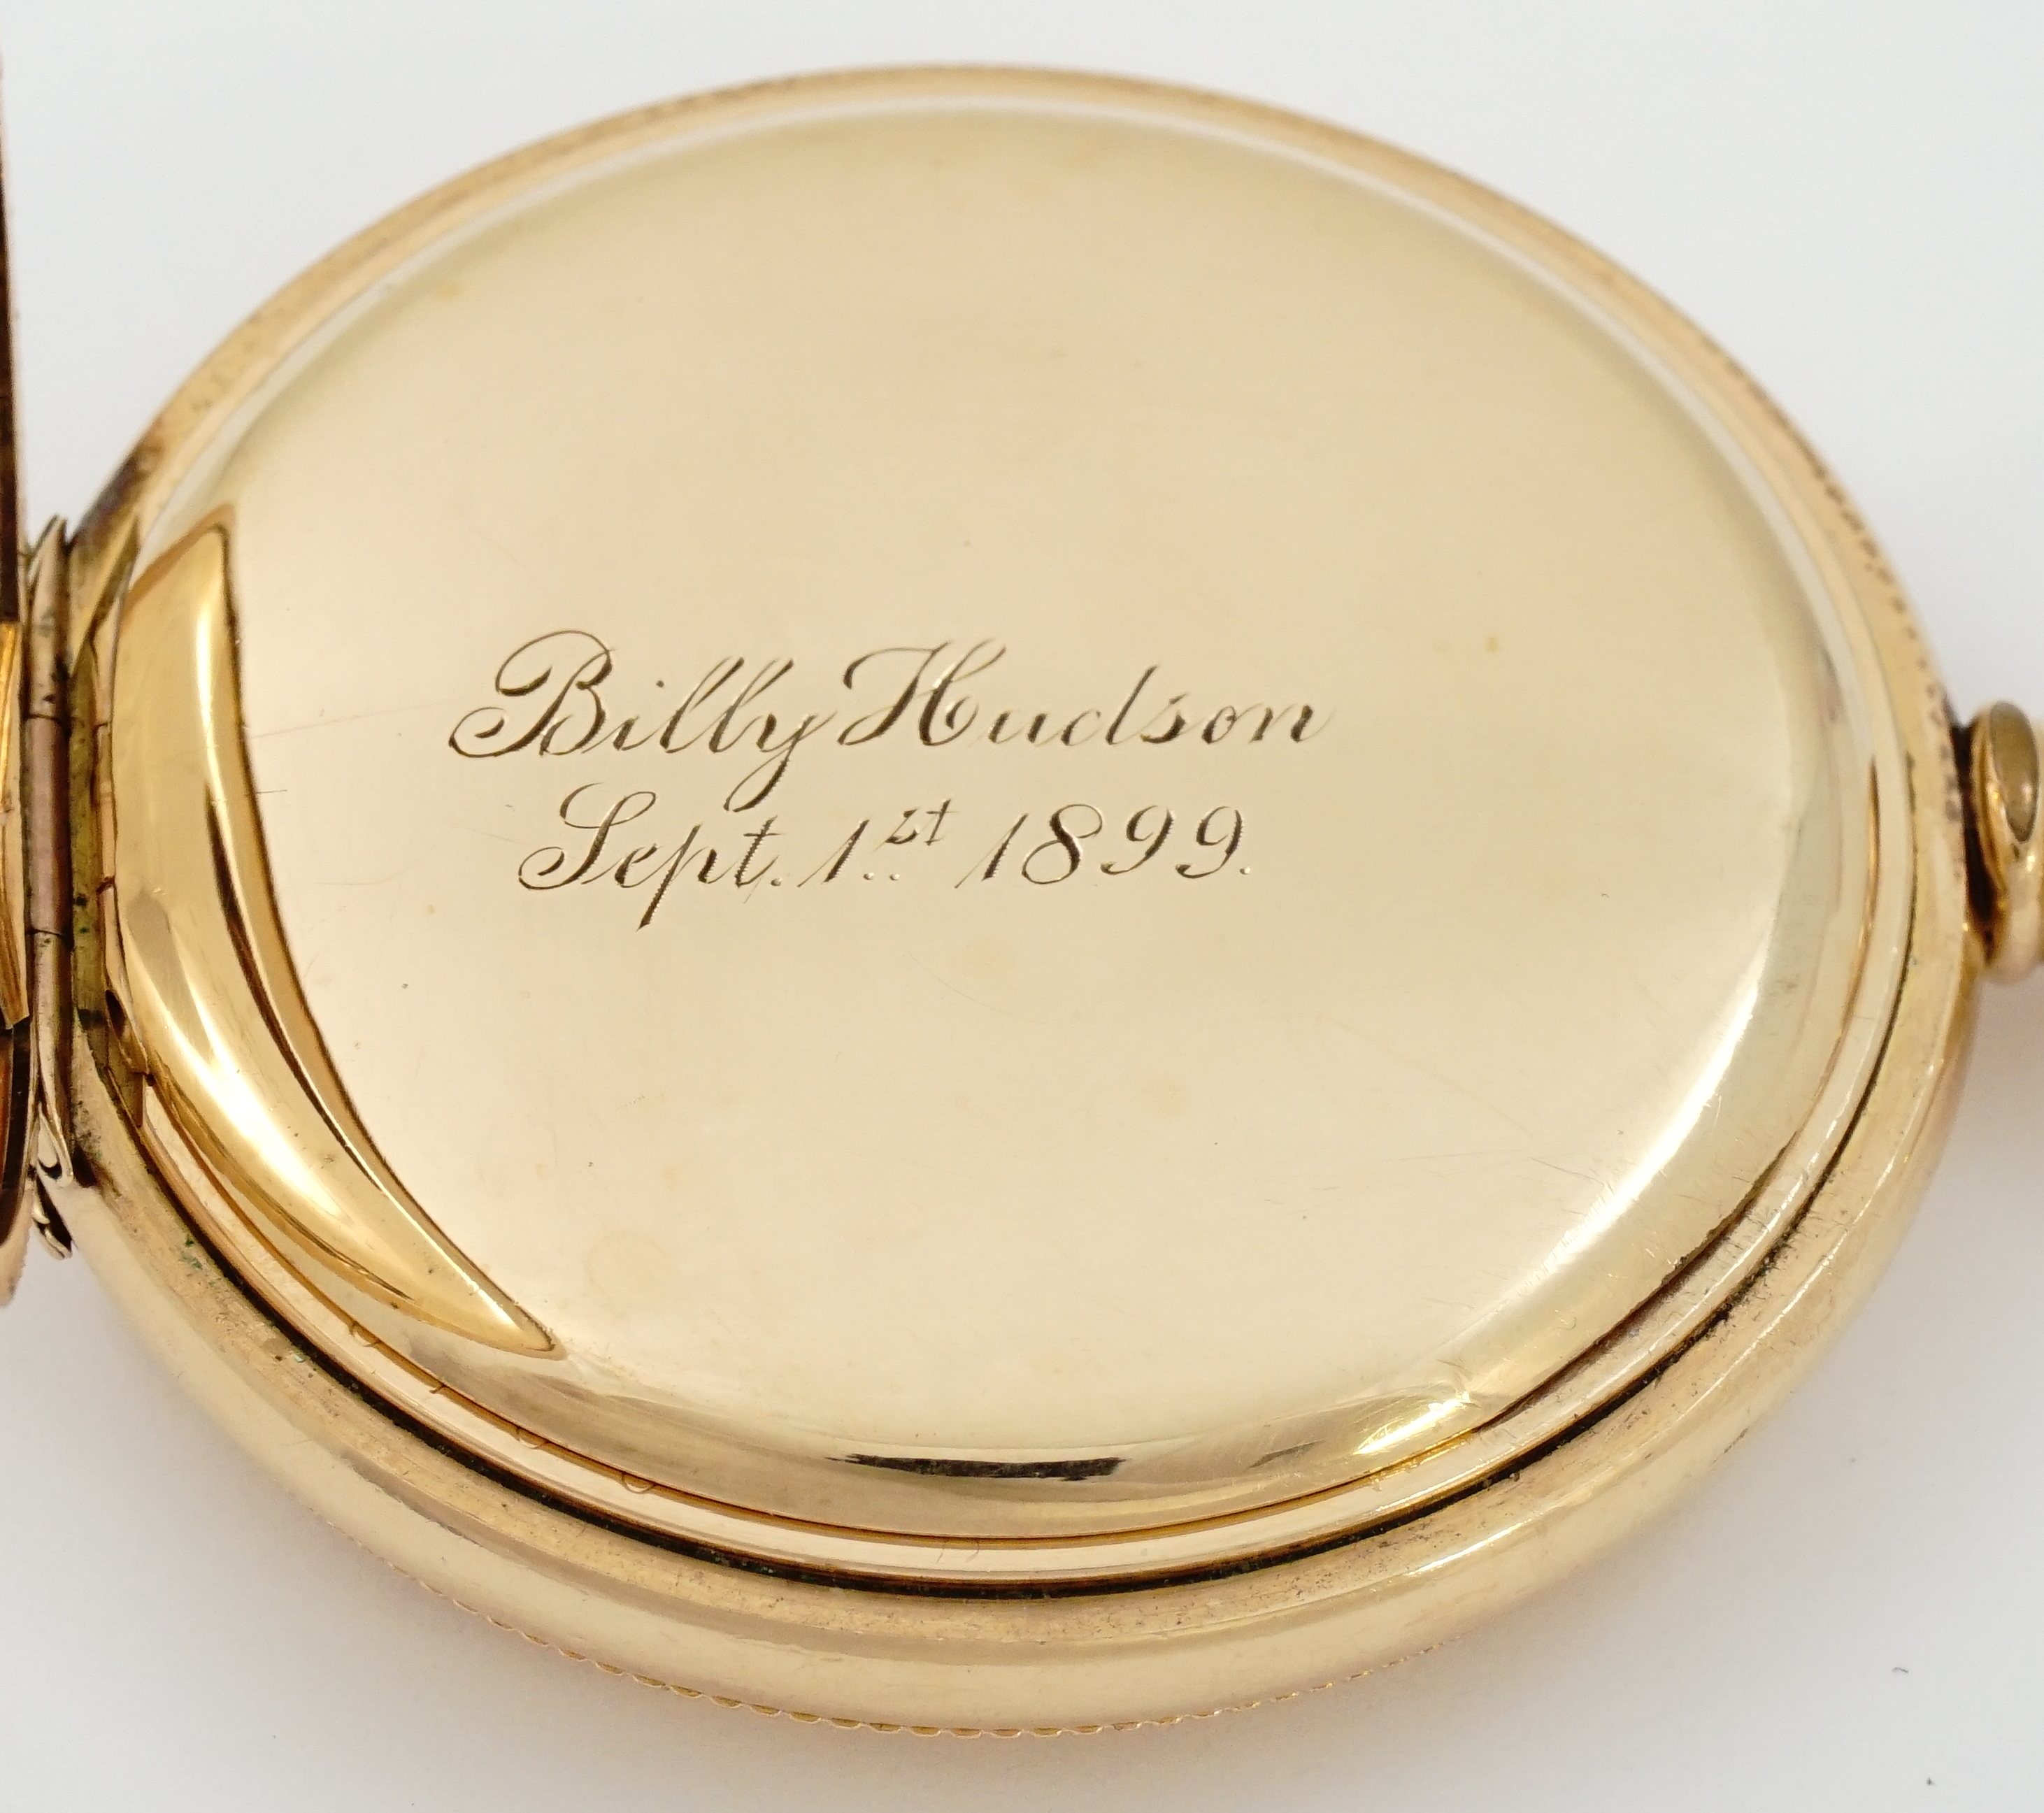 Billy Hudson
Sept. 1st 1899.